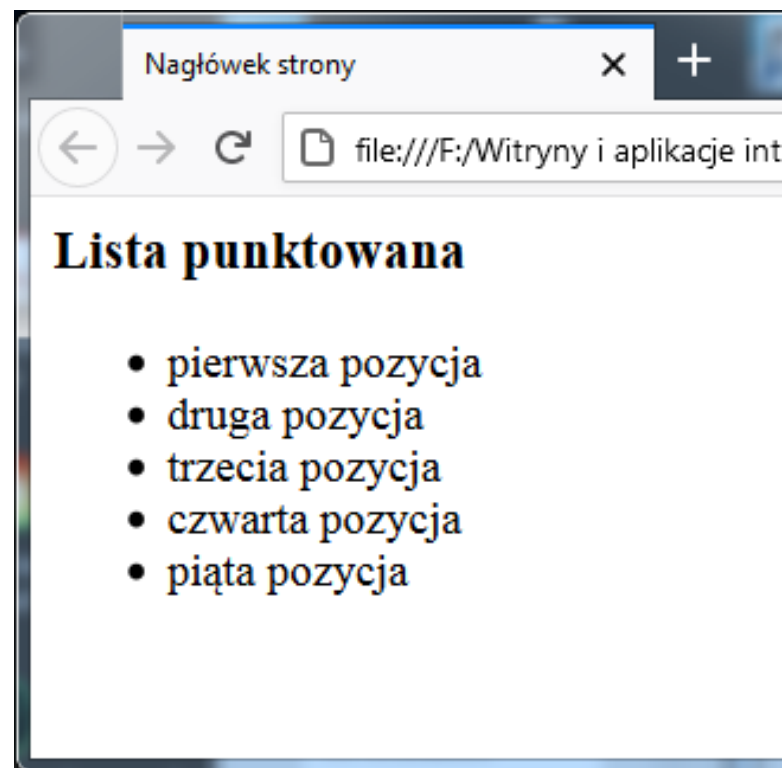 Nagłówek strony
file:///F:/Witryny i aplikacje int
Lista punktowana
pierwsza pozycja
druga pozycja
trzecia pozycja
czwarta pozycja
piąta pozycja